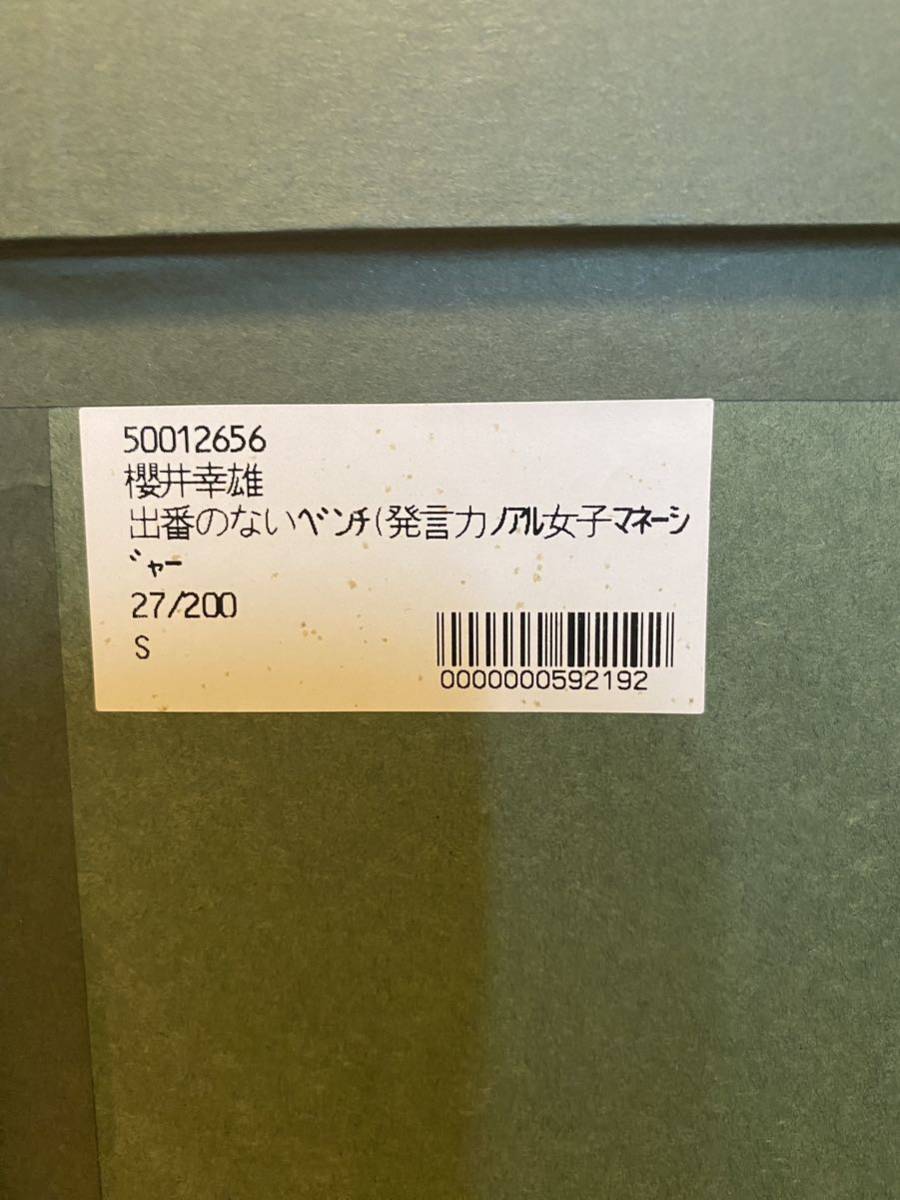 50012656
櫻井幸雄
出番のないﾍﾞﾝﾁ(発言力ﾉｱﾙ女子ﾏﾈｰｼ
ﾞｬｰ
27/200
S
0000000592192